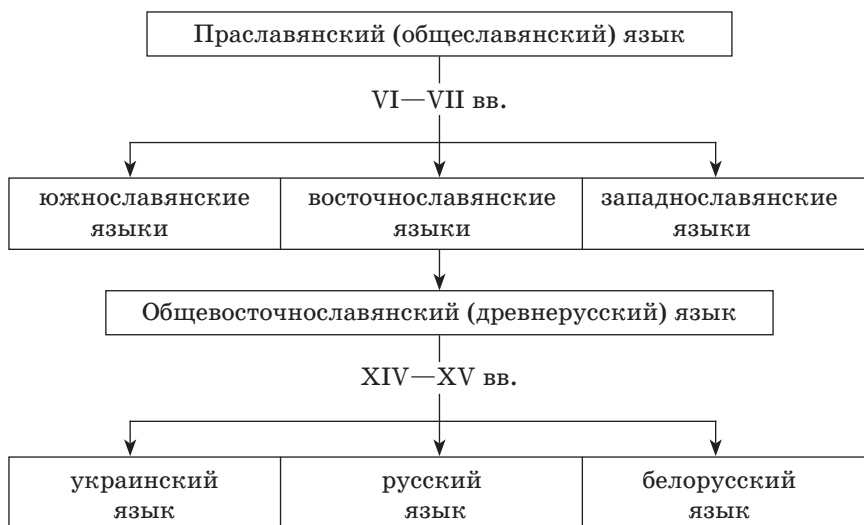 Праславянский (общеславянский) язык
VI—VII вв.
южнославянские
языки
восточнославянские
языки
западнославянские
языки
Общевосточнославянский (древнерусский) язык
XIV—XV вв.
украинский
язык
русский
язык
белорусский
язык